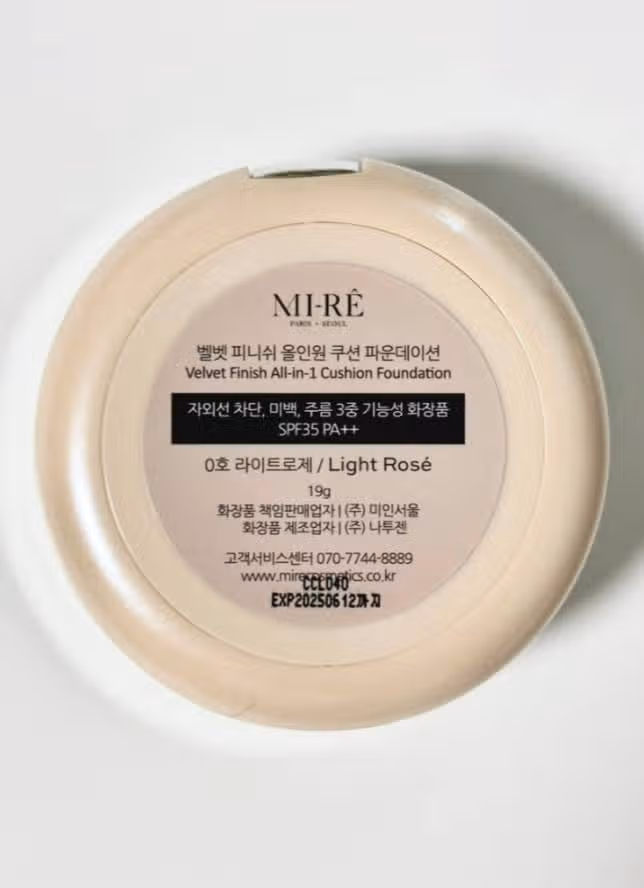 MI-RÊ
PARIS + SEOUL
벨벳 피니쉬 올인원 쿠션 파운데이션
Velvet Finish All-in-1 Cushion Foundation
자외선 차단, 미백, 주름 3중 기능성 화장품
SPF35 PA++
0호 라이트로제 / Light Rosé
19g
화장품 책임판매업자 | (주) 미인서울
화장품 제조업자 | (주) 나투젠
고객서비스센터 070-7744-8889
www.mirecosmetics.co.kr
CCL040
EXP20250612까지